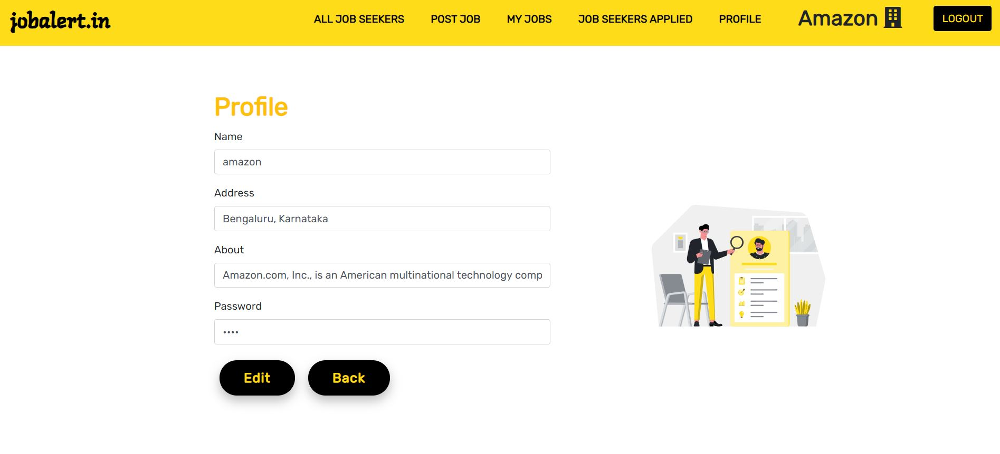 jobalert.in
ALL JOB SEEKERS
POST JOB
MY JOBS
JOB SEEKERS APPLIED
PROFILE
Amazon
LOGOUT
Profile
Name
amazon
Address
Bengaluru, Karnataka
About
Amazon.com, Inc., is an American multinational technology comp
Password
••••
Edit
Back